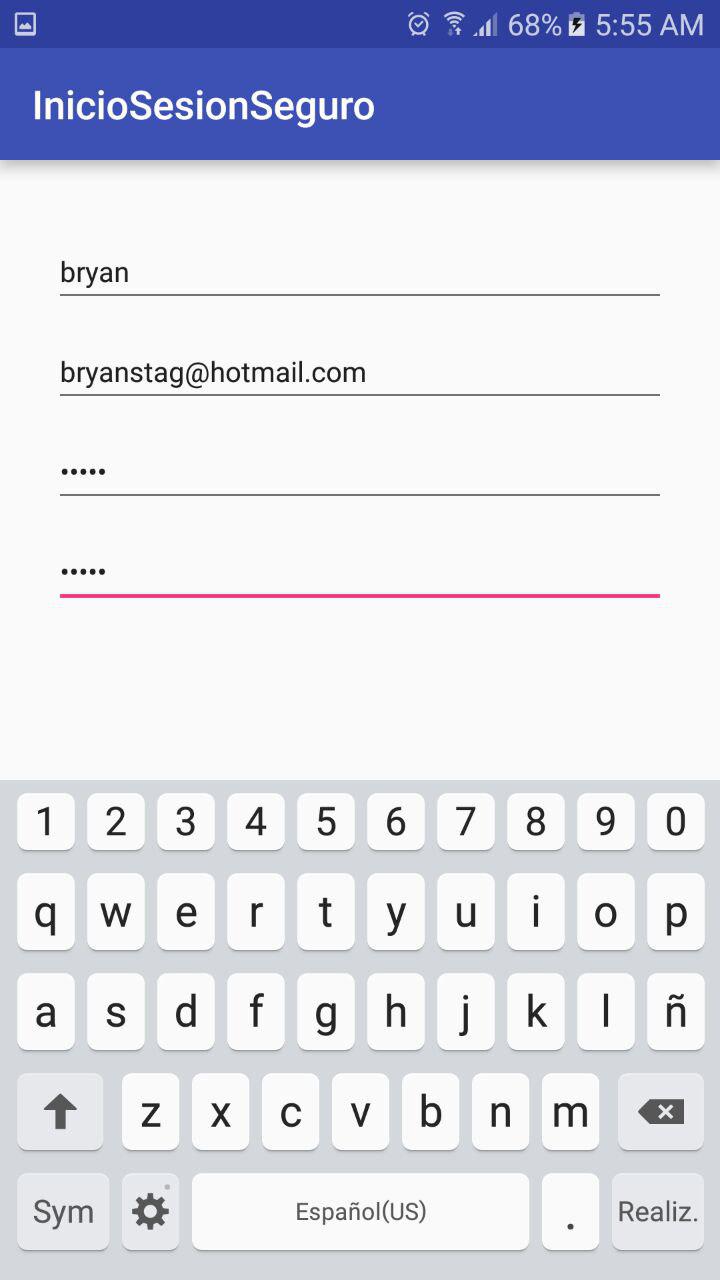 68% 5:55 AM
InicioSesionSeguro
bryan
bryanstag@hotmail.com
•••••
•••••
1 2 3 4 5 6 7 8 9 0
q w e r t y u i o p
a s d f g h j k l ñ
z x c v b n m
Sym Español(US) . Realiz.